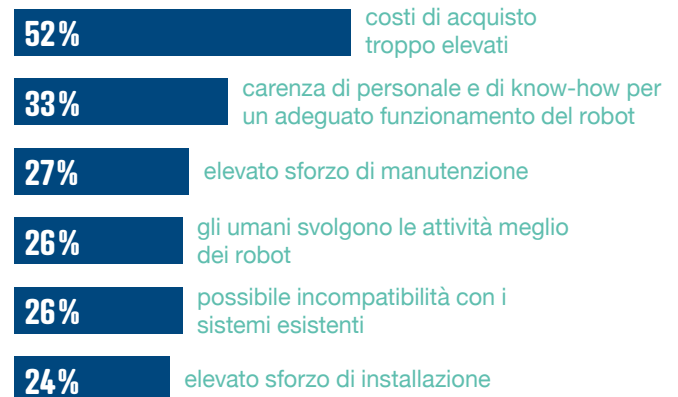 52%
costi di acquisto
troppo elevati
33%
carenza di personale e di know-how per
un adeguato funzionamento del robot
27%
elevato sforzo di manutenzione
26%
gli umani svolgono le attività meglio
dei robot
26%
possibile incompatibilità con i
sistemi esistenti
24%
elevato sforzo di installazione